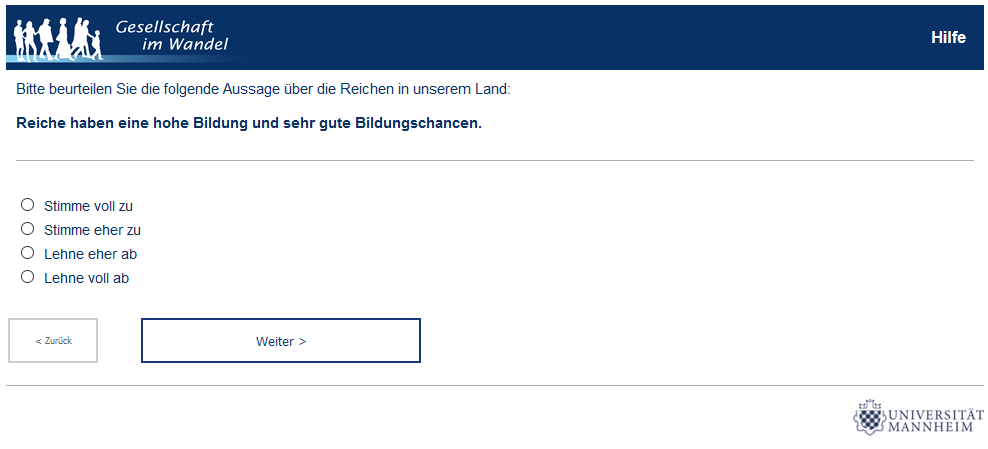 Gesellschaft
im Wandel
Hilfe
Bitte beurteilen Sie die folgende Aussage über die Reichen in unserem Land:
Reiche haben eine hohe Bildung und sehr gute Bildungschancen.
Stimme voll zu
Stimme eher zu
Lehne eher ab
Lehne voll ab
< Zurück
Weiter >
UNIVERSITÄT
MANNHEIM